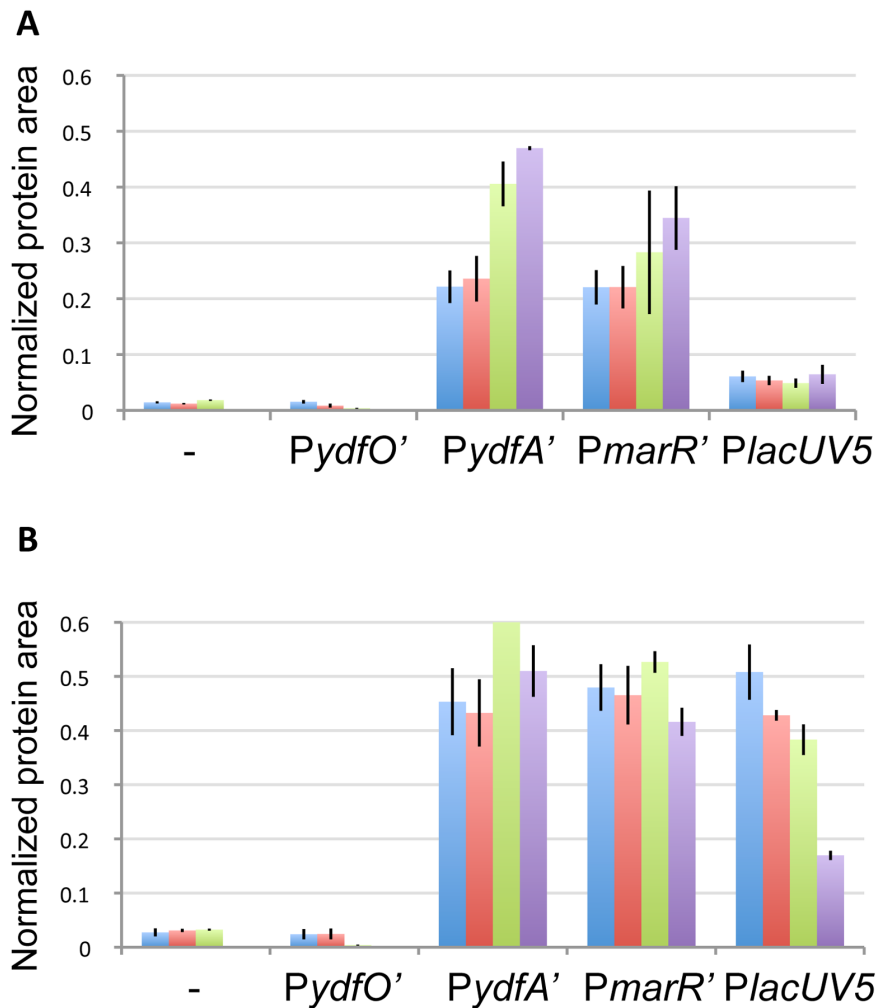 A
Normalized protein area
0.6
0.5
0.4
0.3
0.2
0.1
0
- PydfO’ PydfA’ PmarR’ PlacUV5
B
Normalized protein area
0.6
0.5
0.4
0.3
0.2
0.1
0
- PydfO’ PydfA’ PmarR’ PlacUV5